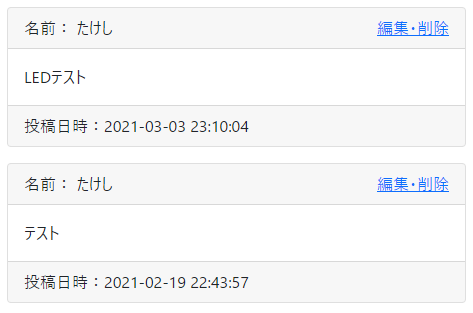 名前： たけし 編集・削除
LEDテスト
投稿日時：2021-03-03 23:10:04
名前： たけし 編集・削除
テスト
投稿日時：2021-02-19 22:43:57